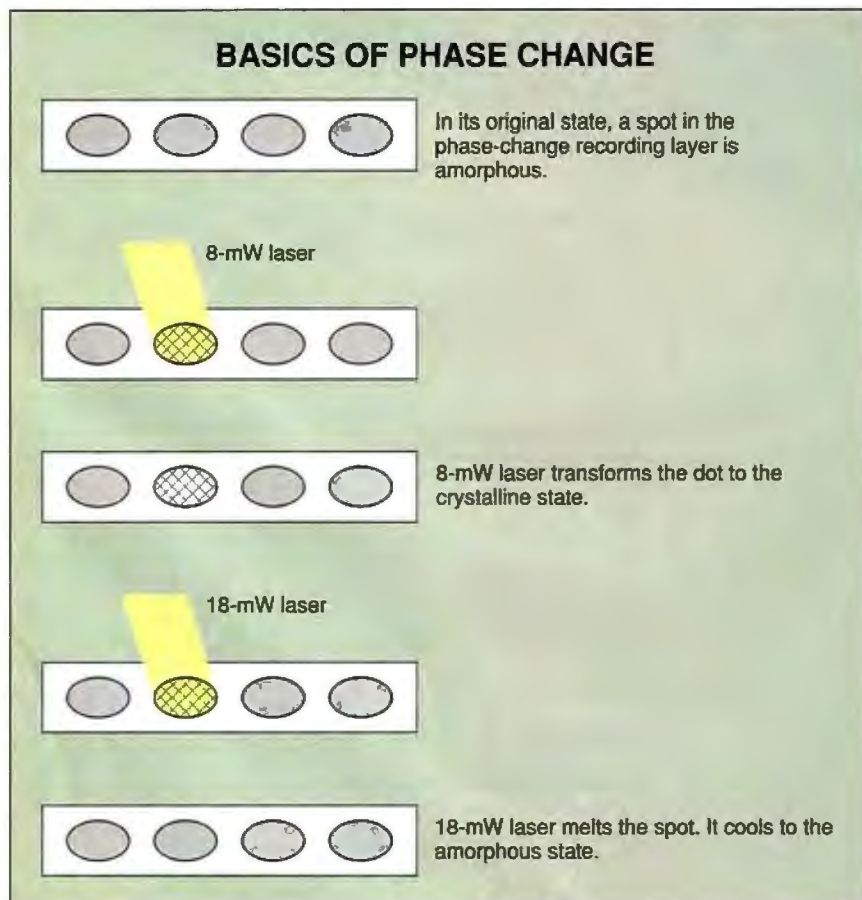 BASICS OF PHASE CHANGE
In its original state, a spot in the
phase-change recording layer is
amorphous.
8-mW laser
8-mW laser transforms the dot to the
crystalline state.
18-mW laser
18-mW laser melts the spot. It cools to the
amorphous state.